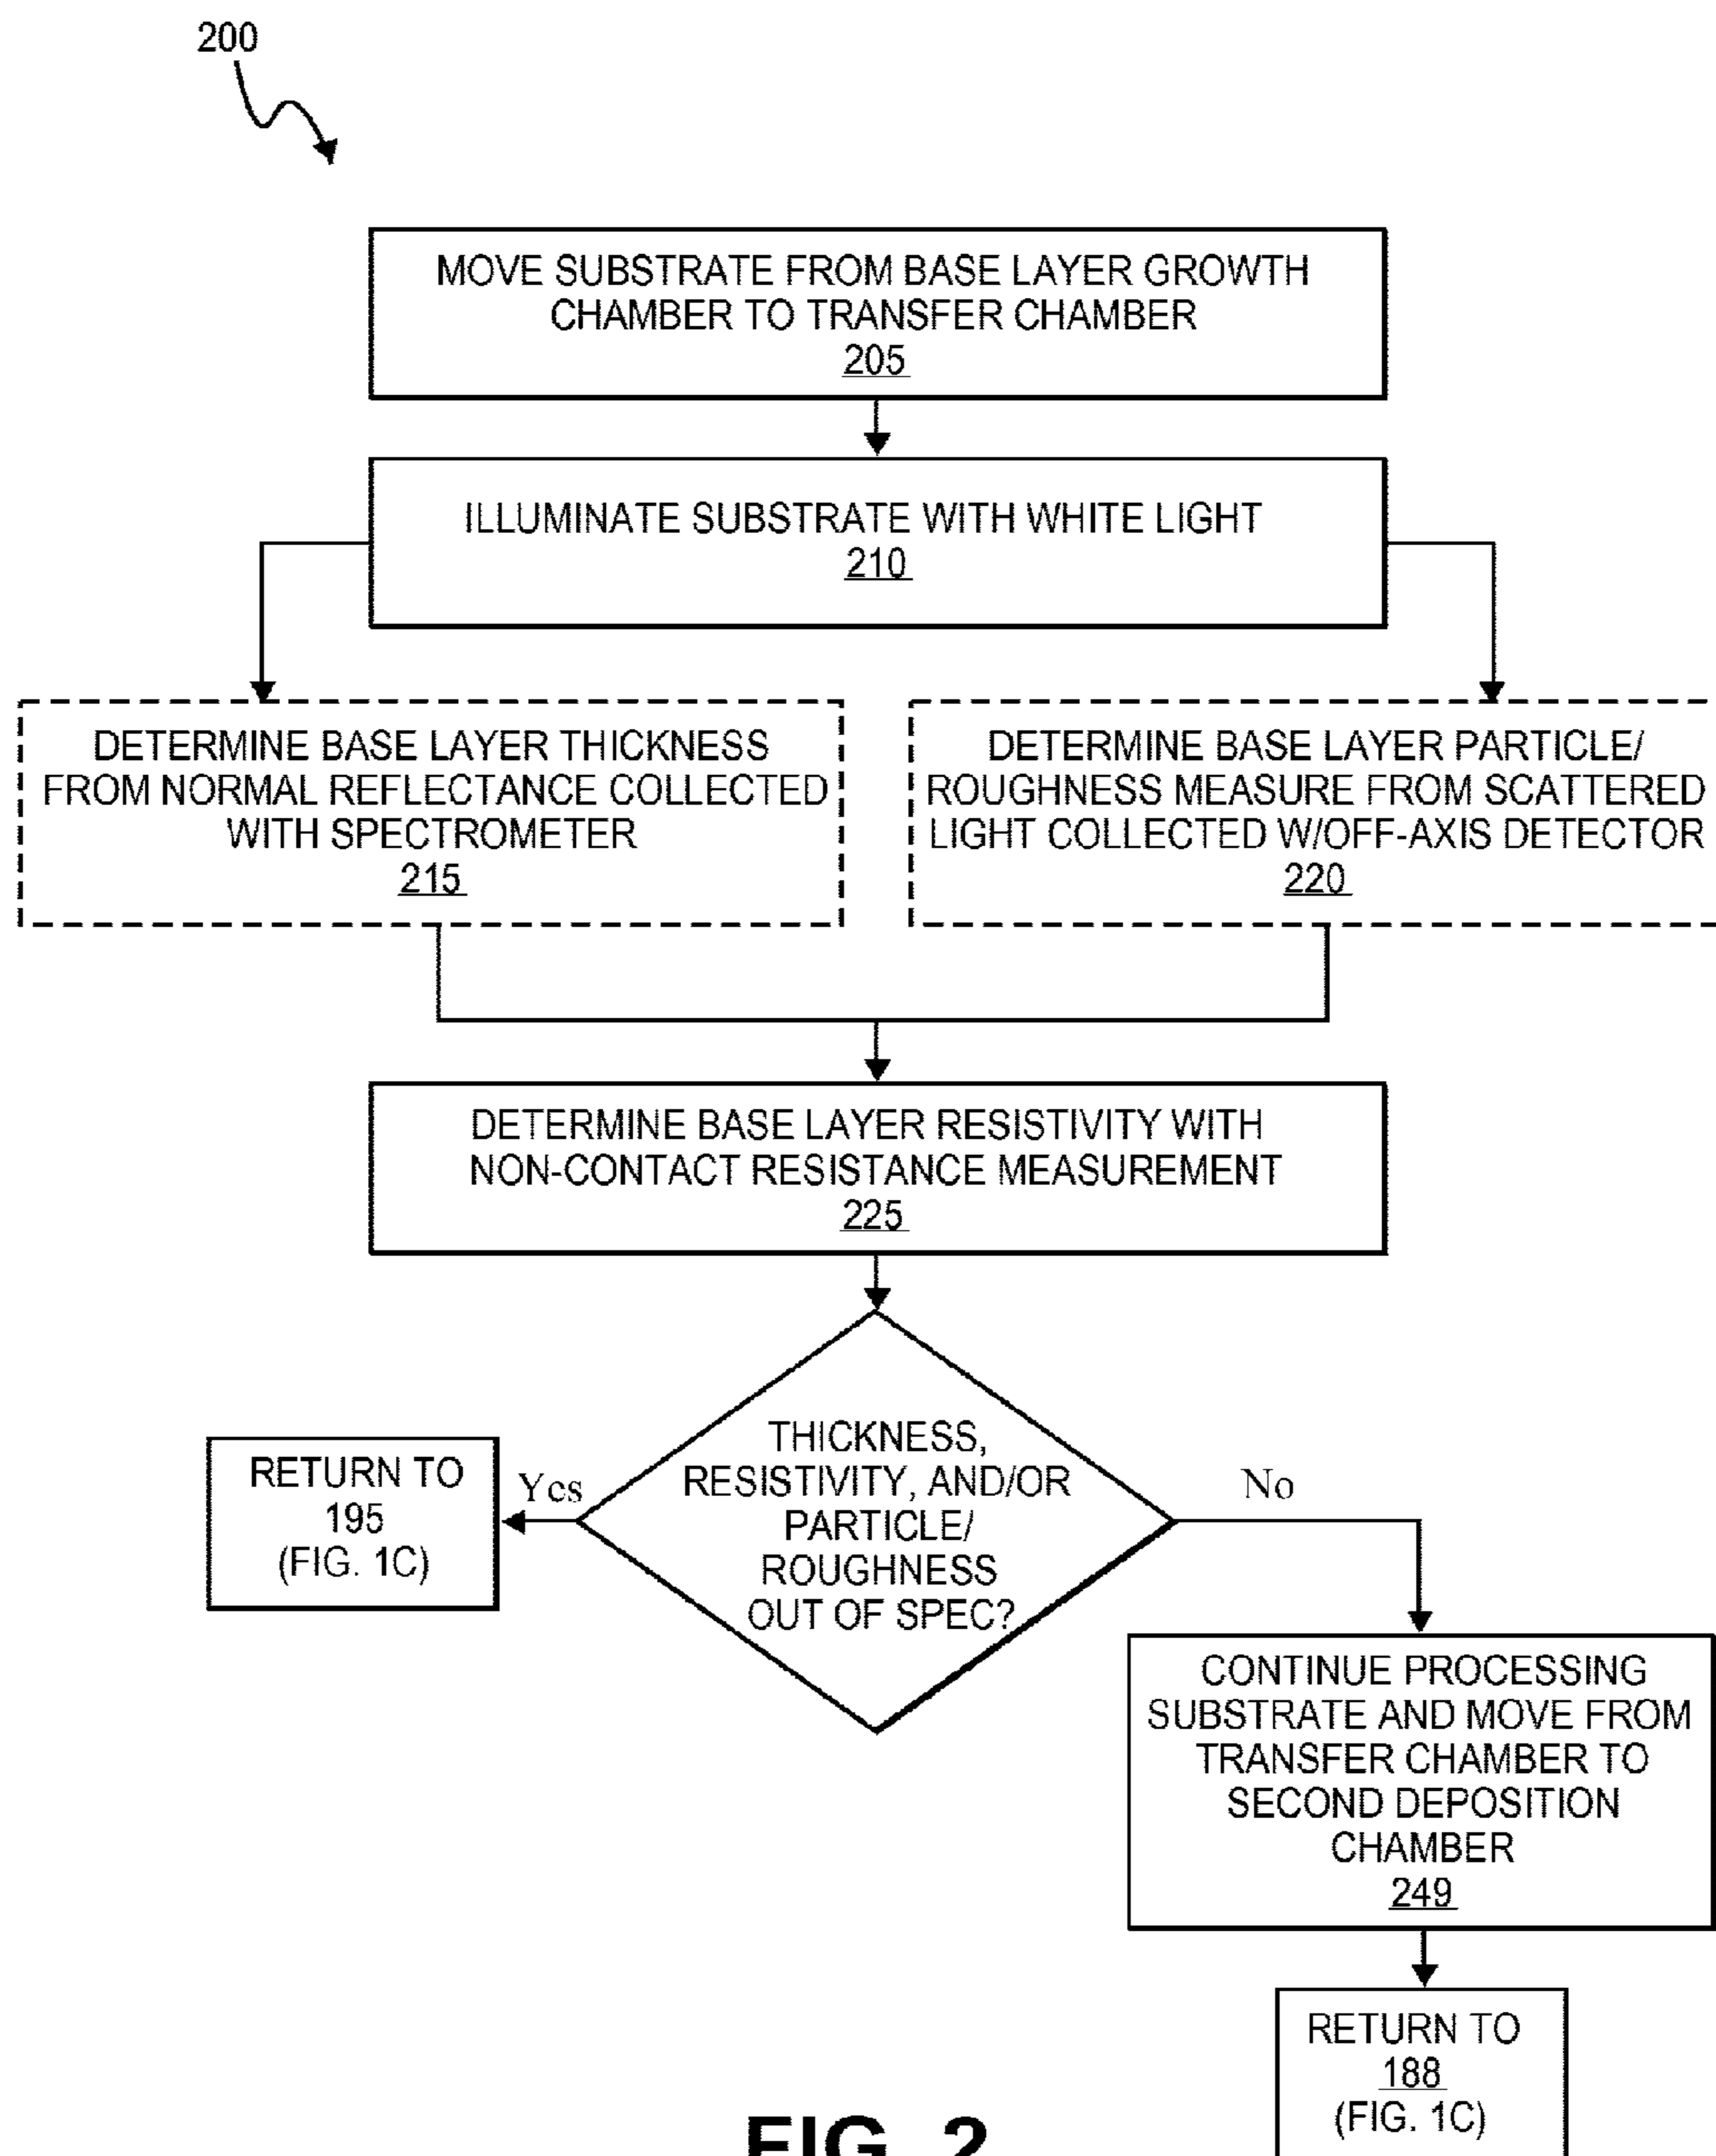 200
MOVE SUBSTRATE FROM BASE LAYER GROWTH
CHAMBER TO TRANSFER CHAMBER
205
ILLUMINATE SUBSTRATE WITH WHITE LIGHT
210
DETERMINE BASE LAYER THICKNESS
FROM NORMAL REFLECTANCE COLLECTED
WITH SPECTROMETER
215
DETERMINE BASE LAYER PARTICLE/
ROUGHNESS MEASURE FROM SCATTERED
LIGHT COLLECTED W/OFF-AXIS DETECTOR
220
DETERMINE BASE LAYER RESISTIVITY WITH
NON-CONTACT RESISTANCE MEASUREMENT
225
THICKNESS,
RESISTIVITY, AND/OR
PARTICLE/
ROUGHNESS
OUT OF SPEC?
Yes
RETURN TO
195
(FIG. 1C)
No
CONTINUE PROCESSING
SUBSTRATE AND MOVE FROM
TRANSFER CHAMBER TO
SECOND DEPOSITION
CHAMBER
249
RETURN TO
188
(FIG. 1C)
FIG. 2